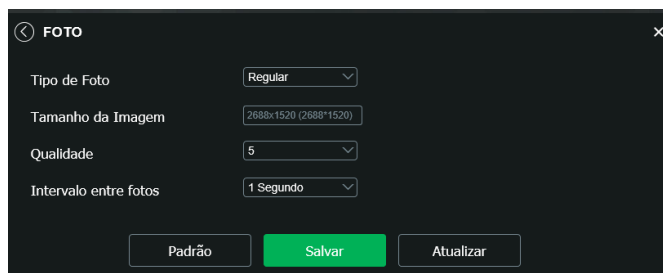 FOTO
Tipo de Foto Regular
Tamanho da Imagem 2688x1520 (2688*1520)
Qualidade 5
Intervalo entre fotos 1 Segundo
Padrão Salvar Atualizar